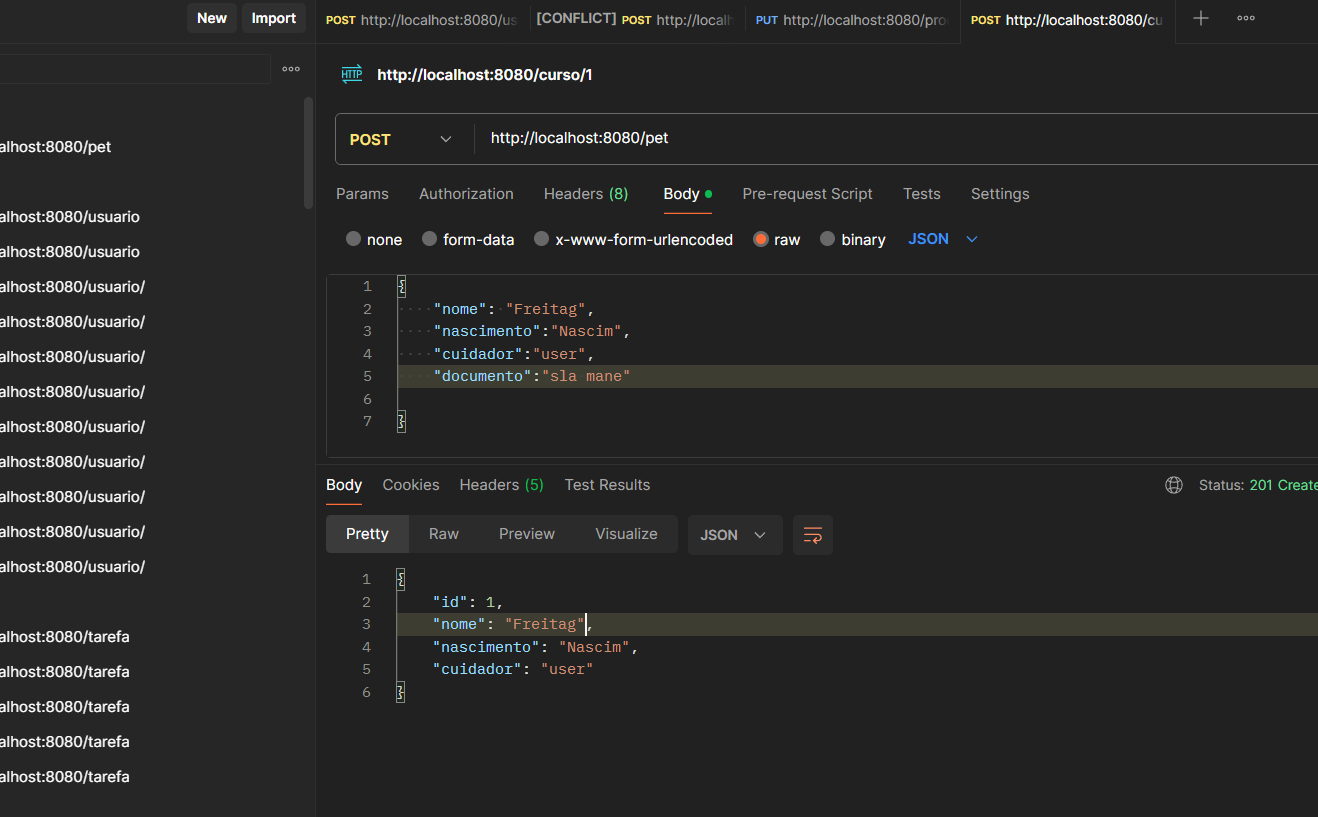 New Import
POST http://localhost:8080/us [CONFLICT] POST http://localh PUT http://localhost:8080/pro POST http://localhost:8080/cu
HTTP http://localhost:8080/curso/1
alhost:8080/pet
alhost:8080/usuario
alhost:8080/usuario
alhost:8080/usuario/
alhost:8080/usuario/
alhost:8080/usuario/
alhost:8080/usuario/
alhost:8080/usuario/
alhost:8080/usuario/
alhost:8080/usuario/
alhost:8080/usuario/
alhost:8080/usuario/
alhost:8080/tarefa
alhost:8080/tarefa
alhost:8080/tarefa
alhost:8080/tarefa
alhost:8080/tarefa
POST http://localhost:8080/pet
Params Authorization Headers (8) Body Pre-request Script Tests Settings
none form-data x-www-form-urlencoded raw binary JSON
1 {
2 "nome": "Freitag",
3 "nascimento":"Nascim",
4 "cuidador":"user",
5 "documento":"sla mane"
6
7 }
Body Cookies Headers (5) Test Results Status: 201 Create
Pretty Raw Preview Visualize JSON
1 {
2 "id": 1,
3 "nome": "Freitag",
4 "nascimento": "Nascim",
5 "cuidador": "user"
6 }